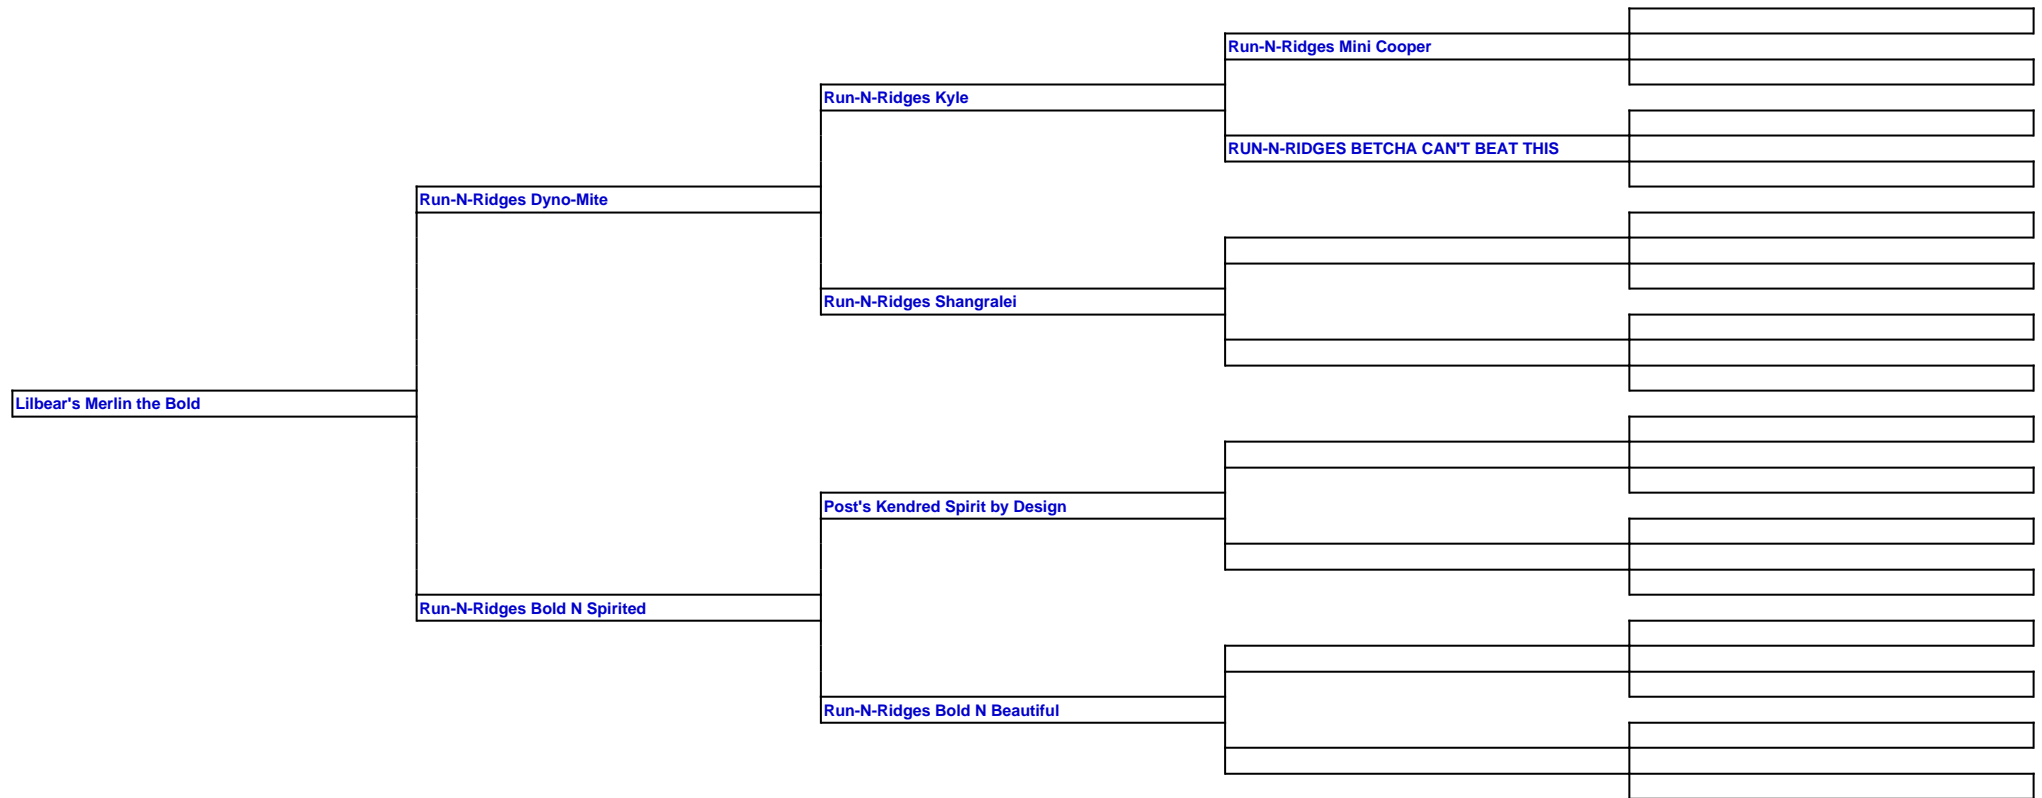 Run-N-Ridges Mini Cooper
Run-N-Ridges Kyle
RUN-N-RIDGES BETCHA CAN'T BEAT THIS
Run-N-Ridges Dyno-Mite
Run-N-Ridges Shangralei
Lilbear's Merlin the Bold
Post's Kendred Spirit by Design
Run-N-Ridges Bold N Spirited
Run-N-Ridges Bold N Beautiful